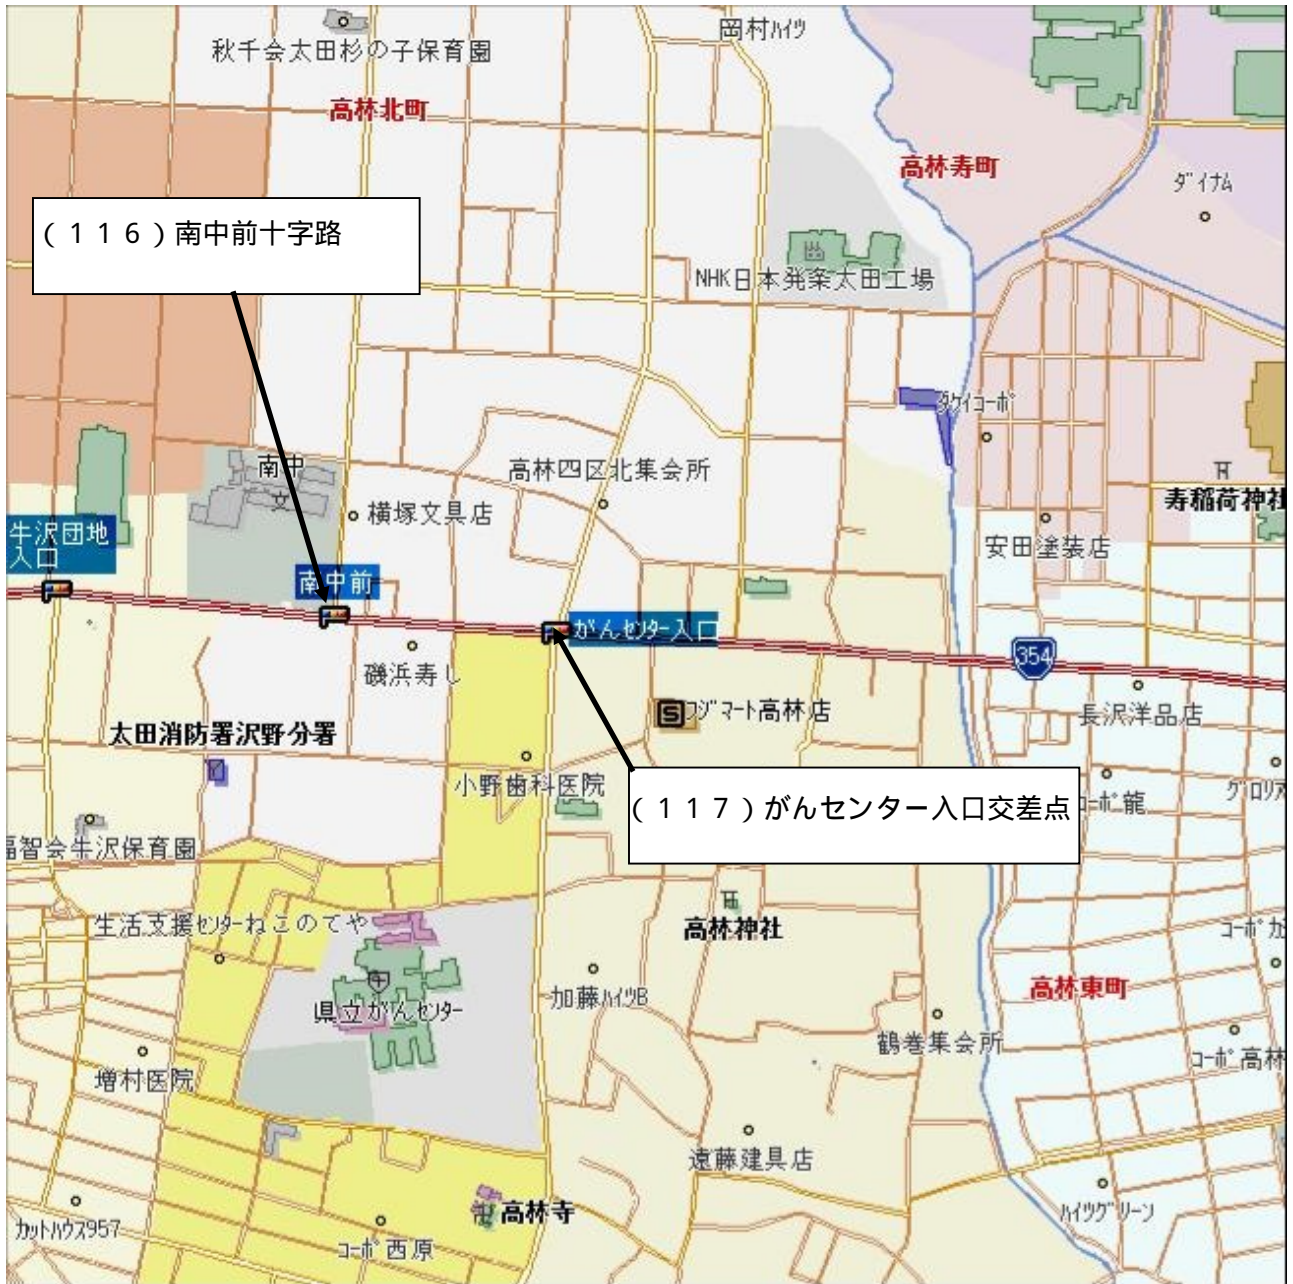 岡村ハイツ
秋千会太田杉の子保育園
高林北町
高林寿町
ダイナム
(116)南中前十字路
NHK日本発条太田工場
タケイコーポ
南中
文
高林四区北集会所
横塚文具店
寿稲荷神社
安田塗装店
牛沢団地
入口
南中前
がんセンター入口
354
磯浜寿し
長沢洋品店
S
フジマート高林店
太田消防署沢野分署
小野歯科医院
(117)がんセンター入口交差点
コーポ龍
グロリア
福智会牛沢保育園
生活支援センターねこのてや
高林神社
コーポカ
県立がんセンター
加藤ハイツB
高林東町
鶴巻集会所
コーポ高林
増村医院
遠藤建具店
カットハウス957
コーポ西原
高林寺
ハイツグリーン